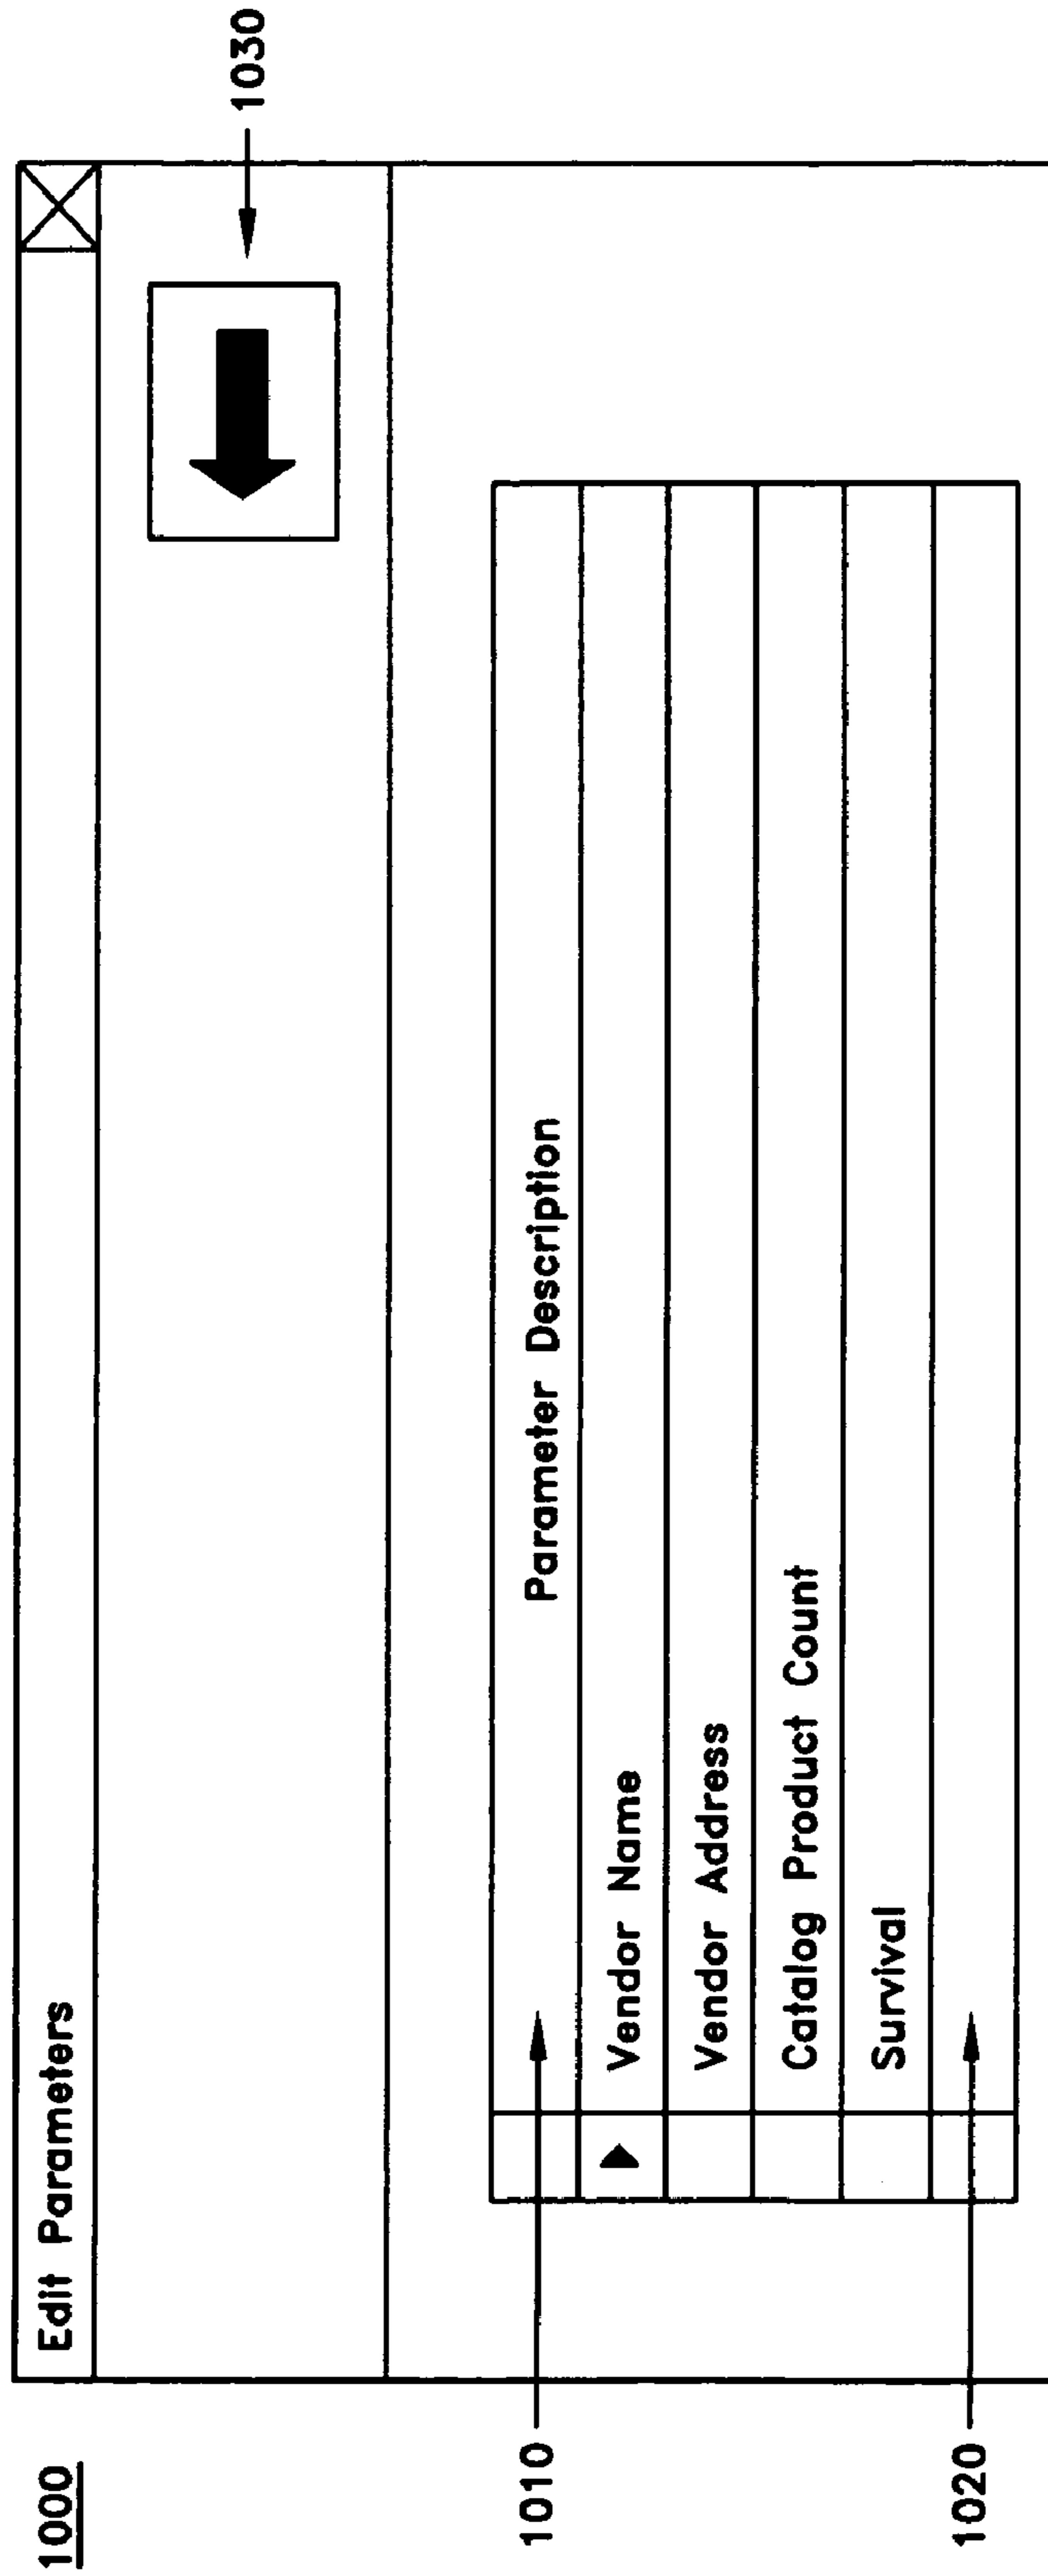 1000
Edit Parameters
1030
1010
Parameter Description
Vendor Name
Vendor Address
Catalog Product Count
Survival
1020